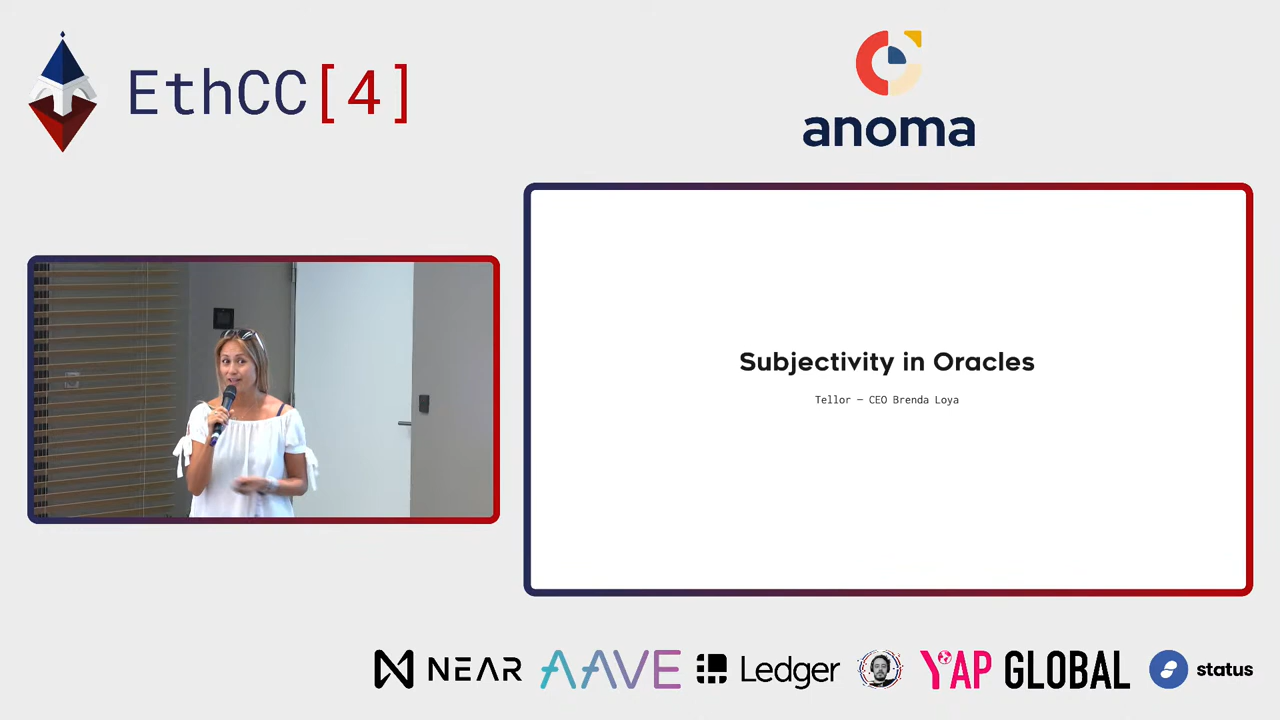 EthCC[4]
anoma
Subjectivity in Oracles
Tellor – CEO Brenda Loya
NEAR
AAVE
Ledger
YAP GLOBAL
status